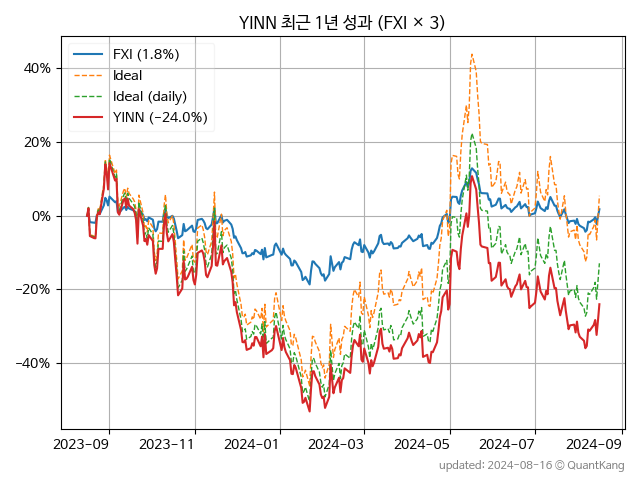 YINN 최근 1년 성과 (FXI × 3)
FXI (1.8%)
Ideal
Ideal (daily)
YINN (−24.0%)
40%
20%
0%
−20%
−40%
2023-09 2023-11 2024-01 2024-03 2024-05 2024-07 2024-09
updated: 2024-08-16 © QuantKang